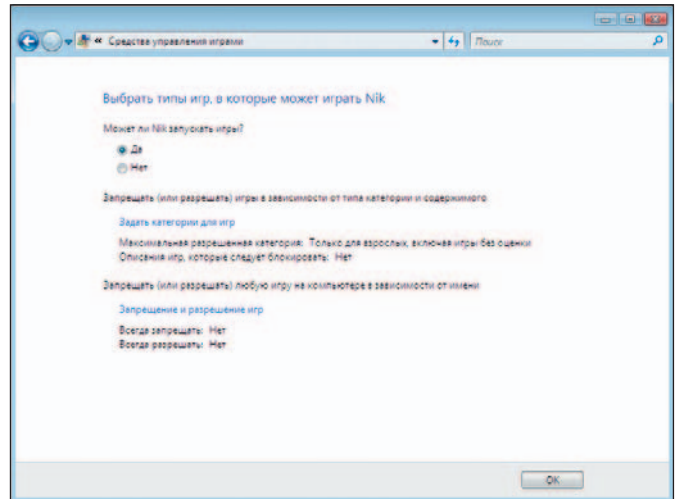 « Средства управления играми
Поиск
Выбрать типы игр, в которые может играть Nik
Может ли Nik запускать игры?
Да
Нет
Запрещать (или разрешать) игры в зависимости от типа категории и содержимого
Задать категории для игр
Максимальная разрешенная категория: Только для взрослых, включая игры без оценки
Описания игр, которые следует блокировать: Нет
Запрещать (или разрешать) любую игру на компьютере в зависимости от имени
Запрещение и разрешение игр
Всегда запрещать: Нет
Всегда разрешать: Нет
OK